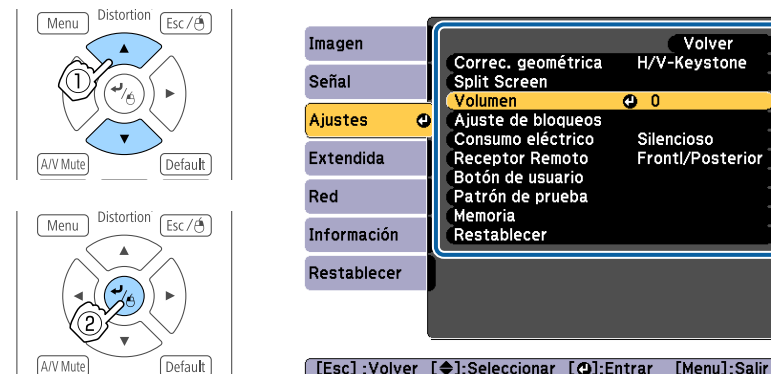 Menu Distortion Esc/
1
A/V Mute Default
Menu Distortion Esc/
2
A/V Mute Default
Imagen
Señal
Ajustes
Extendida
Red
Información
Restablecer
Volver
Correc. geométrica H/V-Keystone
Split Screen
Volumen 0
Ajuste de bloqueos
Consumo eléctrico Silencioso
Receptor Remoto Frontl/Posterior
Botón de usuario
Patrón de prueba
Memoria
Restablecer
[Esc] :Volver [◆]:Seleccionar [↵]:Entrar [Menu]:Salir